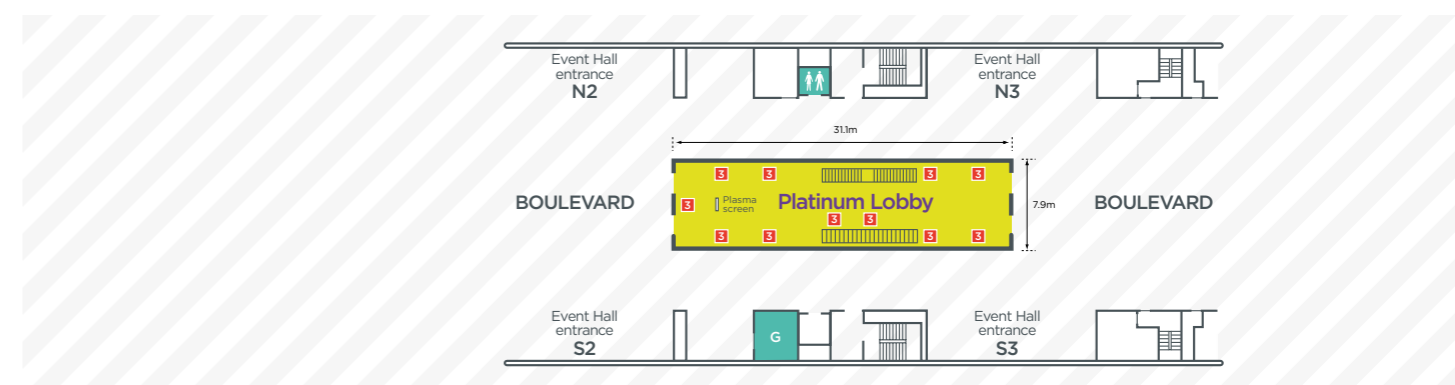 Event Hall
entrance
N2
Event Hall
entrance
N3
31.1m
3
3
3
3
BOULEVARD
3
Plasma
screen
Platinum Lobby
7.9m
BOULEVARD
3
3
3
3
3
3
Event Hall
entrance
S2
G
Event Hall
entrance
S3